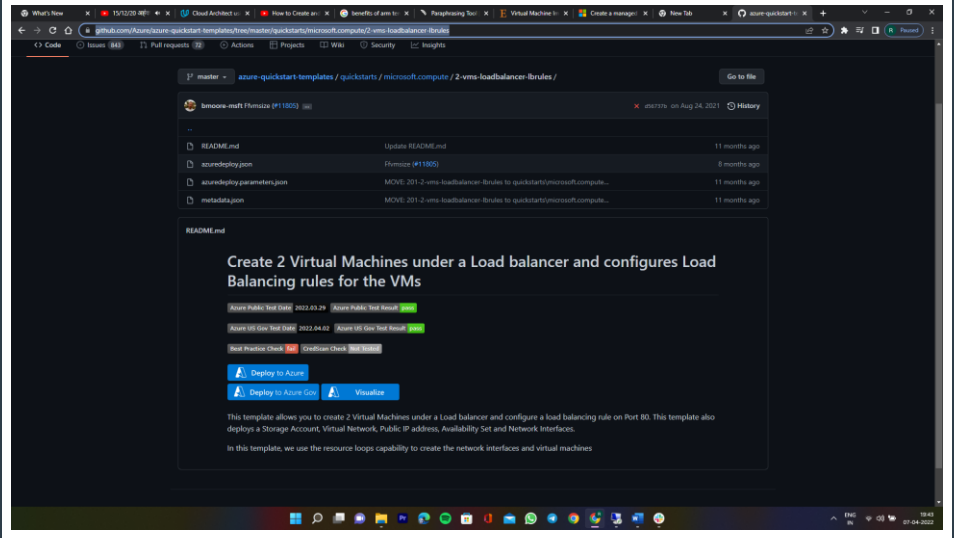 What's New
15/12/20
Cloud Architect
How to Create an
benefits of arm
Paraphrasing Tool
Virtual Machine
Create a manage
New Tab
azure-quickstart-t
github.com/Azure/azure-quickstart-templates/tree/master/quickstarts/microsoft.compute/2-vms-loadbalancer-lbrules
Paused
Code
Issues 843
Pull requests 72
Actions
Projects
Wiki
Security
Insights
master
azure-quickstart-templates / quickstarts / microsoft.compute / 2-vms-loadbalancer-lbrules /
Go to file
bmoore-msft Ffvmsize (#11805)
on Aug 24, 2021
History
..
README.md
Update README.md
11 months ago
azuredeploy.json
Ffvmsize (#11805)
8 months ago
azuredeploy.parameters.json
MOVE: 201-2-vms-loadbalancer-lbrules to quickstarts\microsoft.compute...
11 months ago
metadata.json
MOVE: 201-2-vms-loadbalancer-lbrules to quickstarts\microsoft.compute...
11 months ago
README.md
Create 2 Virtual Machines under a Load balancer and configures Load
Balancing rules for the VMs
Azure Public Test Date 2022.03.29 Azure Public Test Result pass
Azure US Gov Test Date 2022.04.02 Azure US Gov Test Result pass
Best Practice Check fail CredScan Check Not Tested
Deploy to Azure
Deploy to Azure Gov
Visualize
This template allows you to create 2 Virtual Machines under a Load balancer and configure a load balancing rule on Port 80. This template also
deploys a Storage Account, Virtual Network, Public IP address, Availability Set and Network Interfaces.
In this template, we use the resource loops capability to create the network interfaces and virtual machines
ENG
IN
19:43
07-04-2022